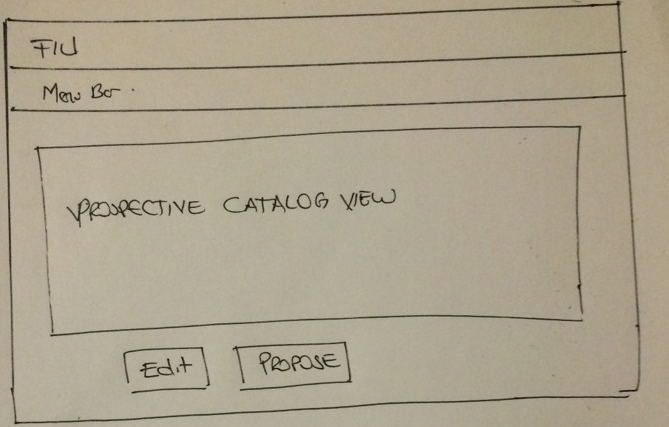 FIU
Menu Bar.
PROSPECTIVE CATALOG VIEW
Edit
PROPOSE